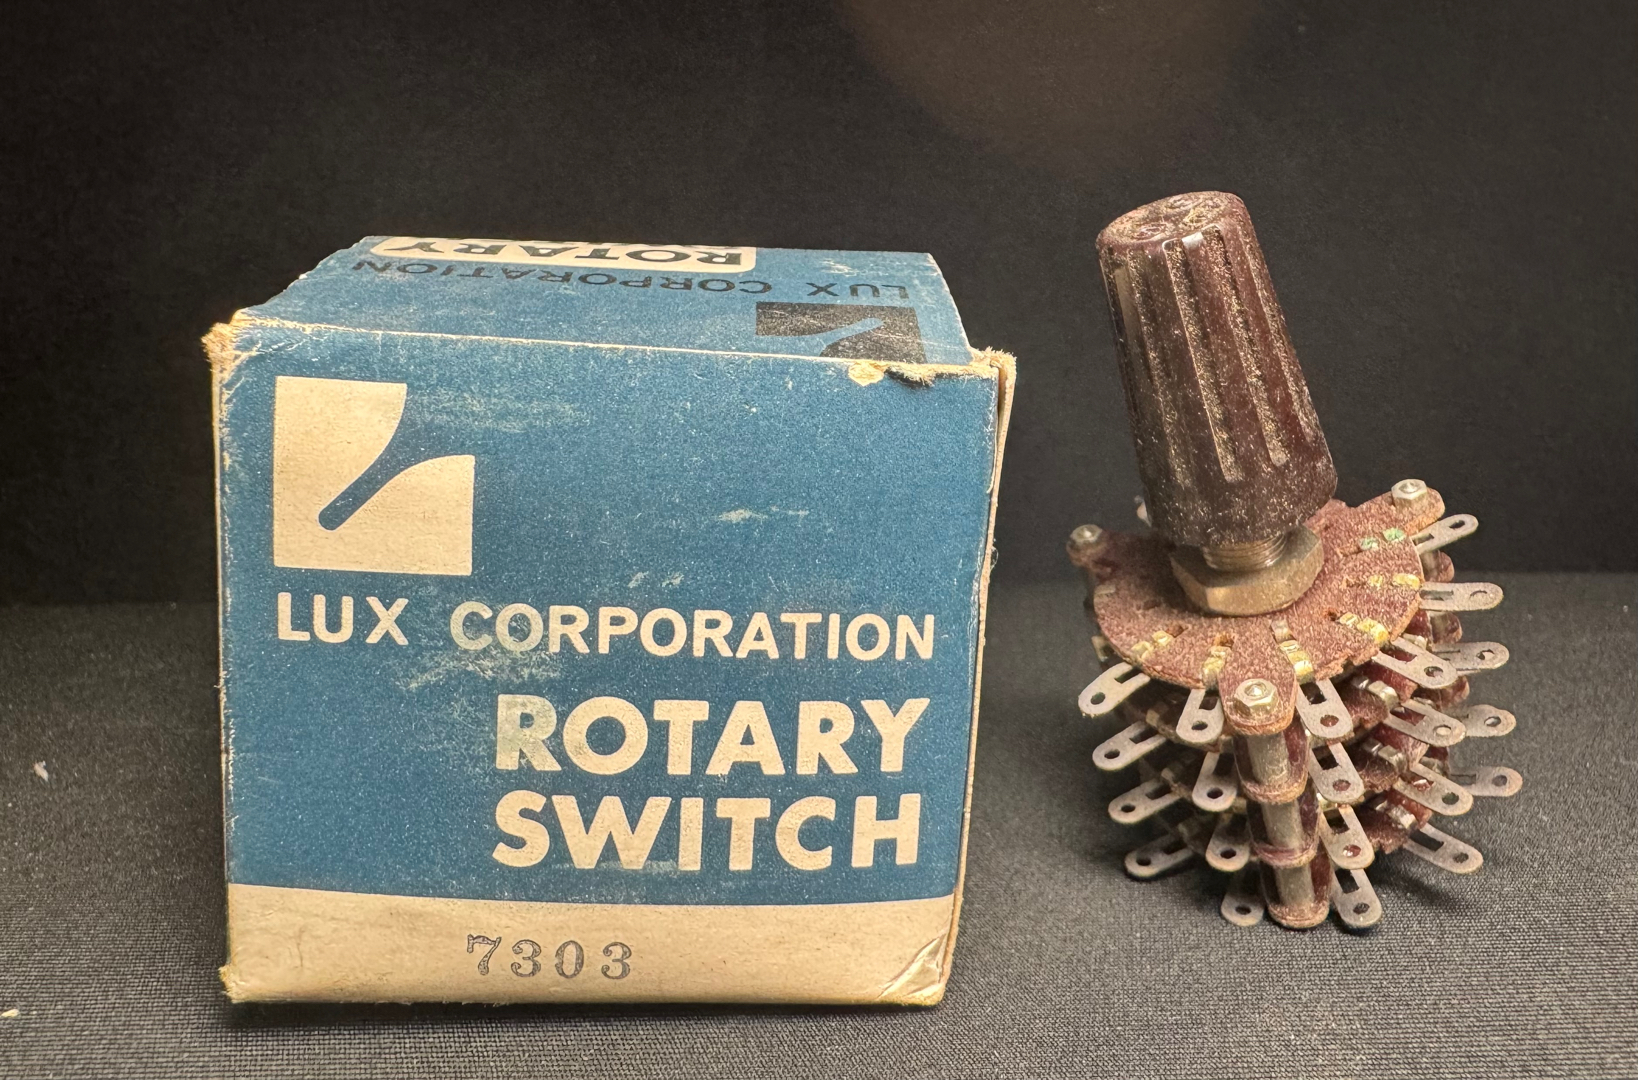 ROTARY
LUX CORPORATION
LUX CORPORATION
ROTARY
SWITCH
7303